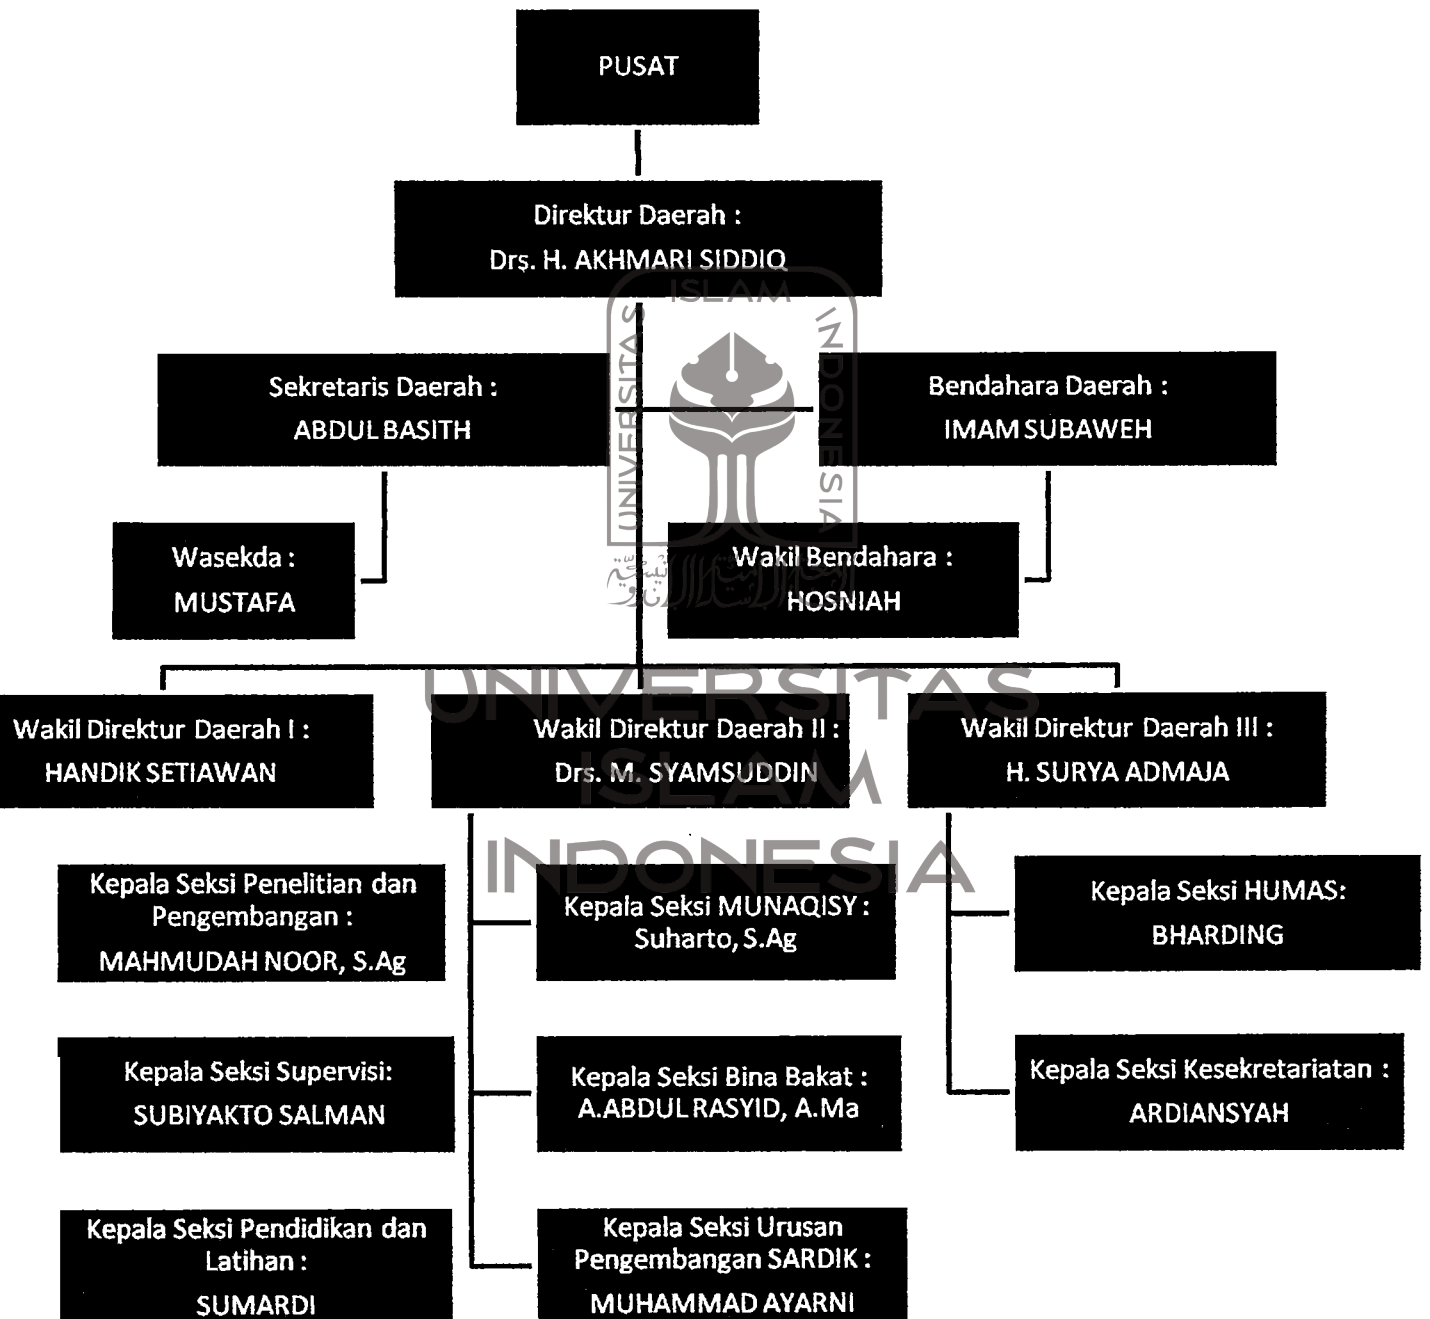 PUSAT
Direktur Daerah :
Drs. H. AKHMARI SIDDIQ
Sekretaris Daerah :
ABDUL BASITH
Bendahara Daerah :
IMAM SUBAWEH
Wasekda :
MUSTAFA
Wakil Bendahara :
HOSNIAH
Wakil Direktur Daerah I :
HANDIK SETIAWAN
Wakil Direktur Daerah II :
Drs. M. SYAMSUDDIN
Wakil Direktur Daerah III :
H. SURYA ADMAJA
Kepala Seksi Penelitian dan
Pengembangan :
MAHMUDAH NOOR, S.Ag
Kepala Seksi MUNAQISY :
Suharto, S.Ag
Kepala Seksi HUMAS:
BHARDING
Kepala Seksi Supervisi:
SUBIYAKTO SALMAN
Kepala Seksi Bina Bakat :
A.ABDUL RASYID, A.Ma
Kepala Seksi Kesekretariatan :
ARDIANSYAH
Kepala Seksi Pendidikan dan
Latihan :
SUMARDI
Kepala Seksi Urusan
Pengembangan SARDIK :
MUHAMMAD AYARNI
UNIVERSITAS
ISLAM
INDONESIA
UNIVERSITAS
ISLAM
INDONESIA